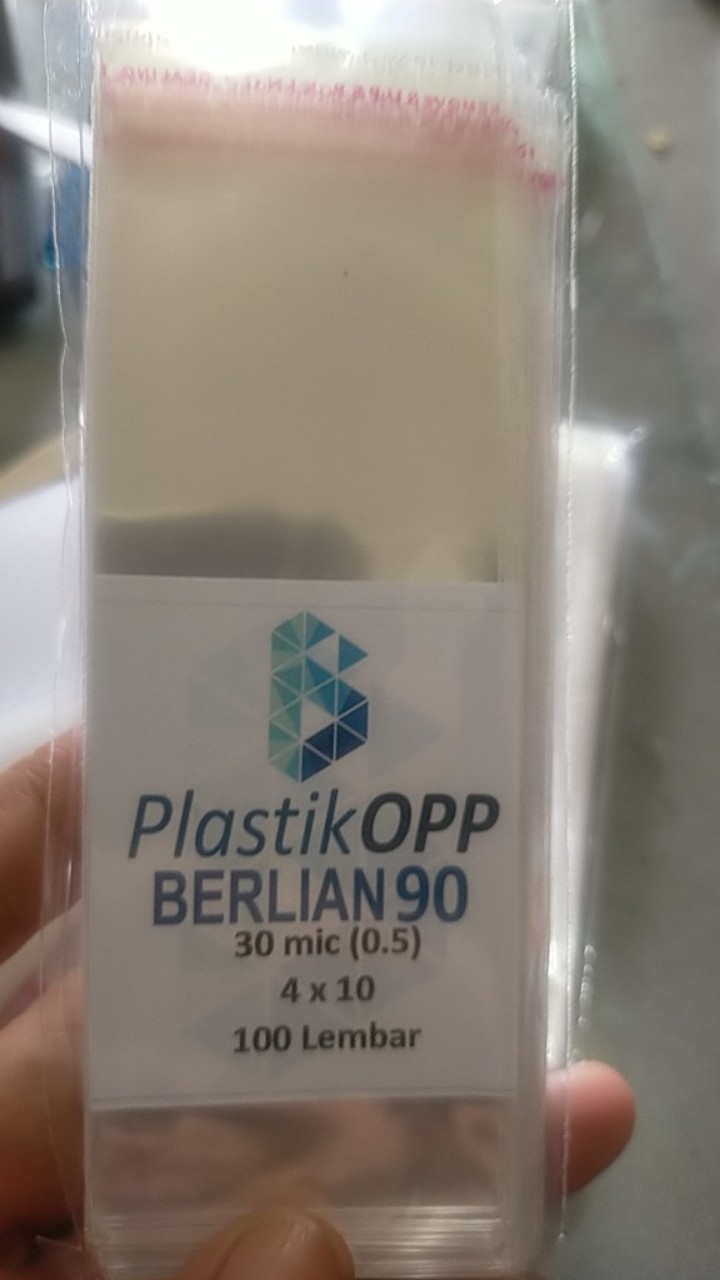 PlastikOPP
BERLIAN90
30 mic (0.5)
4 x 10
100 Lembar